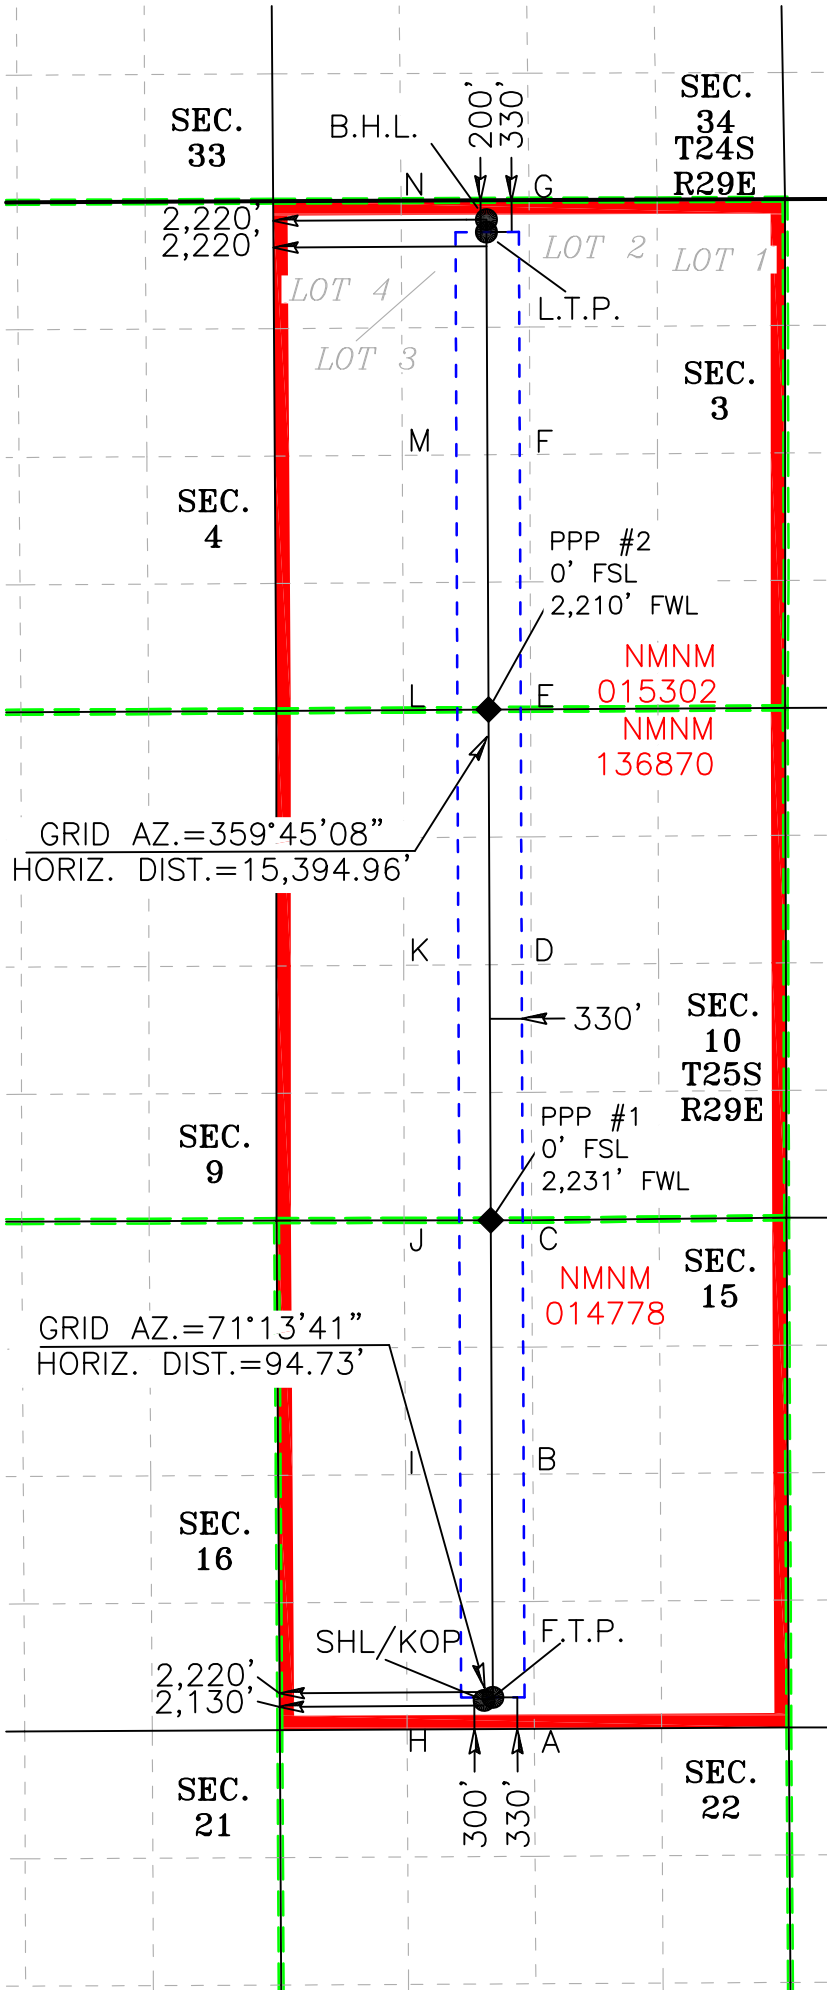 SEC.
33
B.H.L.
200'
330'
SEC.
34
T24S
R29E
N
G
2,220'
2,220'
LOT 4
LOT 3
LOT 2
LOT 1
L.T.P.
SEC.
3
M
F
SEC.
4
PPP #2
0' FSL
2,210' FWL
NMNM
015302
L
E
NMNM
136870
GRID AZ.=359°45'08"
HORIZ. DIST.=15,394.96'
K
D
330'
SEC.
10
T25S
R29E
PPP #1
0' FSL
2,231' FWL
SEC.
9
J
C
SEC.
15
NMNM
014778
GRID AZ.=71°13'41"
HORIZ. DIST.=94.73'
I
B
SEC.
16
SHL/KOP
F.T.P.
2,220'
2,130'
H
A
300'
330'
SEC.
21
SEC.
22